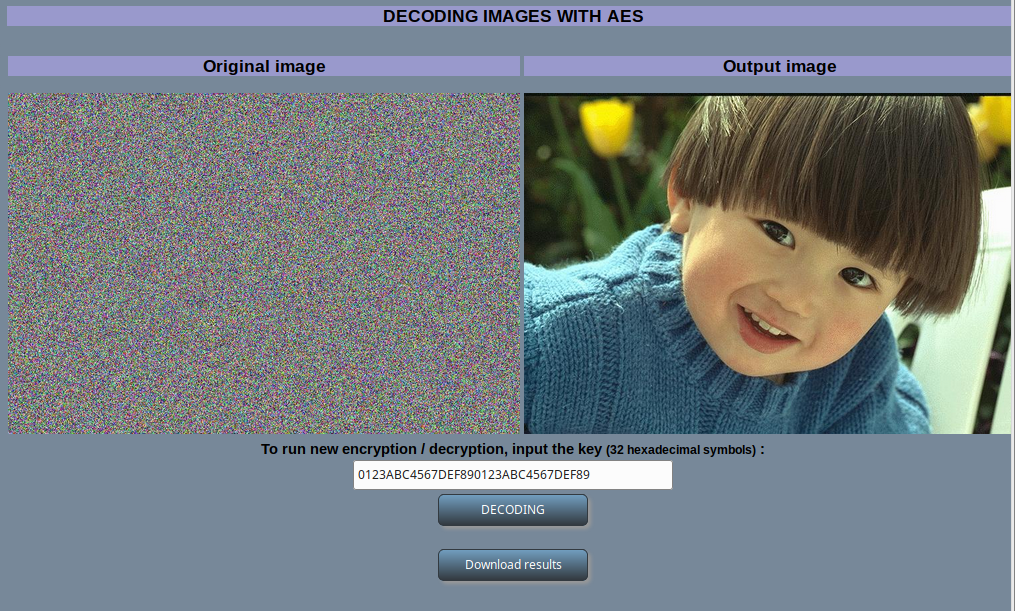 DECODING IMAGES WITH AES
Original image
Output image
To run new encryption / decryption, input the key (32 hexadecimal symbols) :
0123ABC4567DEF890123ABC4567DEF89
DECODING
Download results